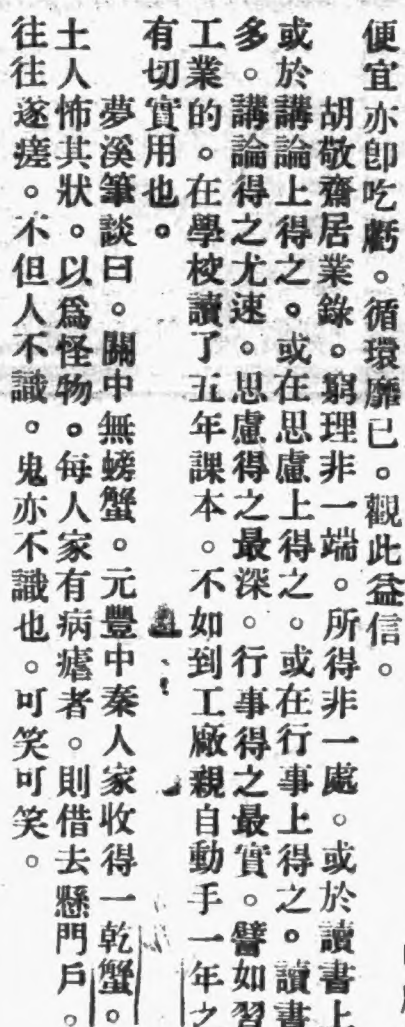 便宜亦卽吃虧。循環靡已。觀此益信。
胡敬齋居業錄。窮理非一端。所得非一處。或於讀書上
或於講論上得之。或在思慮上得之。或在行事上得之。讀書
多。講論得之尤速。思慮得之最深。行事得之最實。譬如習
工業的。在學校讀了五年課本。不如到工廠親自動手一年之
有切實用也。
夢溪筆談曰。關中無螃蟹。元豐中秦人家收得一乾蟹。
土人怖其狀。以爲怪物。每人家有病瘧者。則借去懸門戶。
往往遂瘥。不但人不識。鬼亦不識也。可笑可笑。